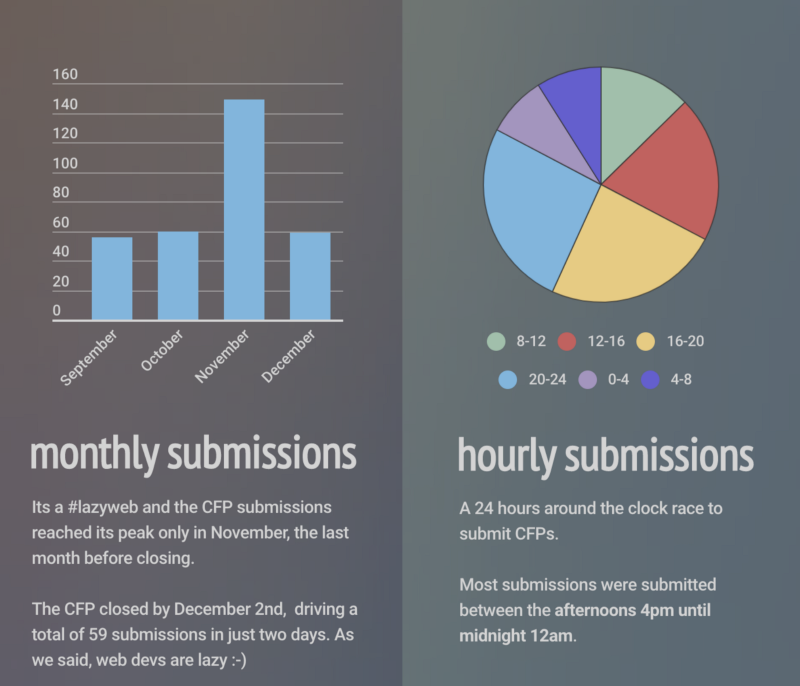 160
140
120
100
80
60
40
20
0
September
October
November
December
monthly submissions
Its a #lazyweb and the CFP submissions
reached its peak only in November, the last
month before closing.
The CFP closed by December 2nd,  driving a
total of 59 submissions in just two days. As
we said, web devs are lazy :-)
8-12 12-16 16-20
20-24 0-4 4-8
hourly submissions
A 24 hours around the clock race to
submit CFPs.
Most submissions were submitted
between the afternoons 4pm until
midnight 12am.